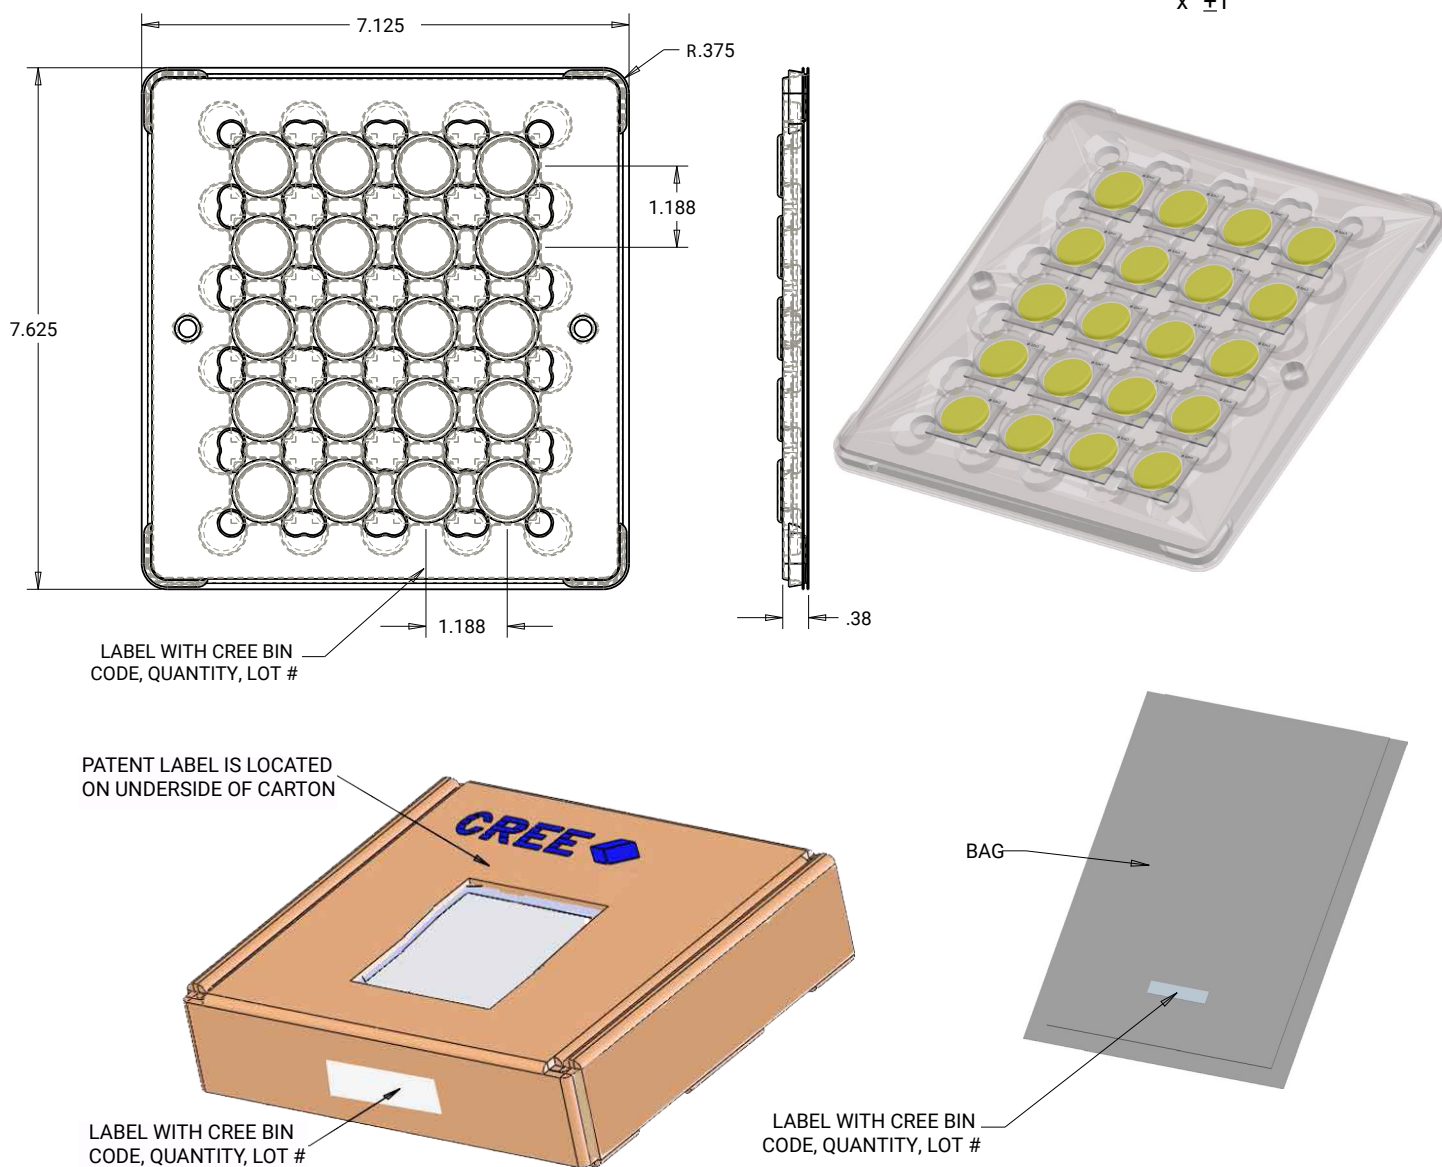 x° ±1
7.125
R.375
1.188
7.625
1.188
.38
LABEL WITH CREE BIN
CODE, QUANTITY, LOT #
PATENT LABEL IS LOCATED
ON UNDERSIDE OF CARTON
CREE
BAG
LABEL WITH CREE BIN
CODE, QUANTITY, LOT #
LABEL WITH CREE BIN
CODE, QUANTITY, LOT #